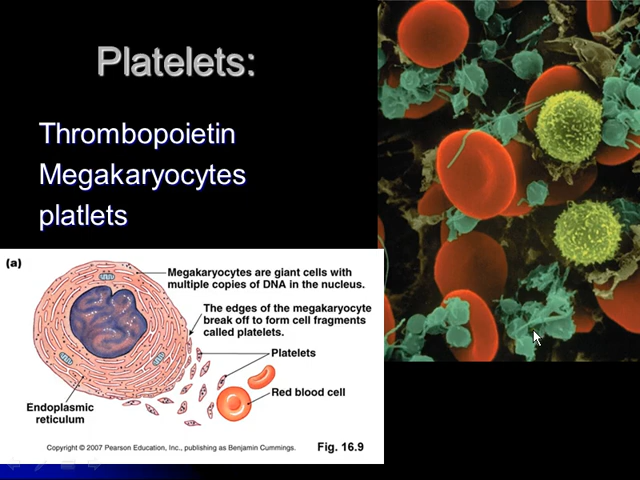 Platelets:
Thrombopoietin
Megakaryocytes
platlets
(a)
Megakaryocytes are giant cells with
multiple copies of DNA in the nucleus.
The edges of the megakaryocyte
break off to form cell fragments
called platelets.
Platelets
Red blood cell
Endoplasmic
reticulum
Copyright © 2007 Pearson Education, Inc., publishing as Benjamin Cummings.
Fig. 16.9